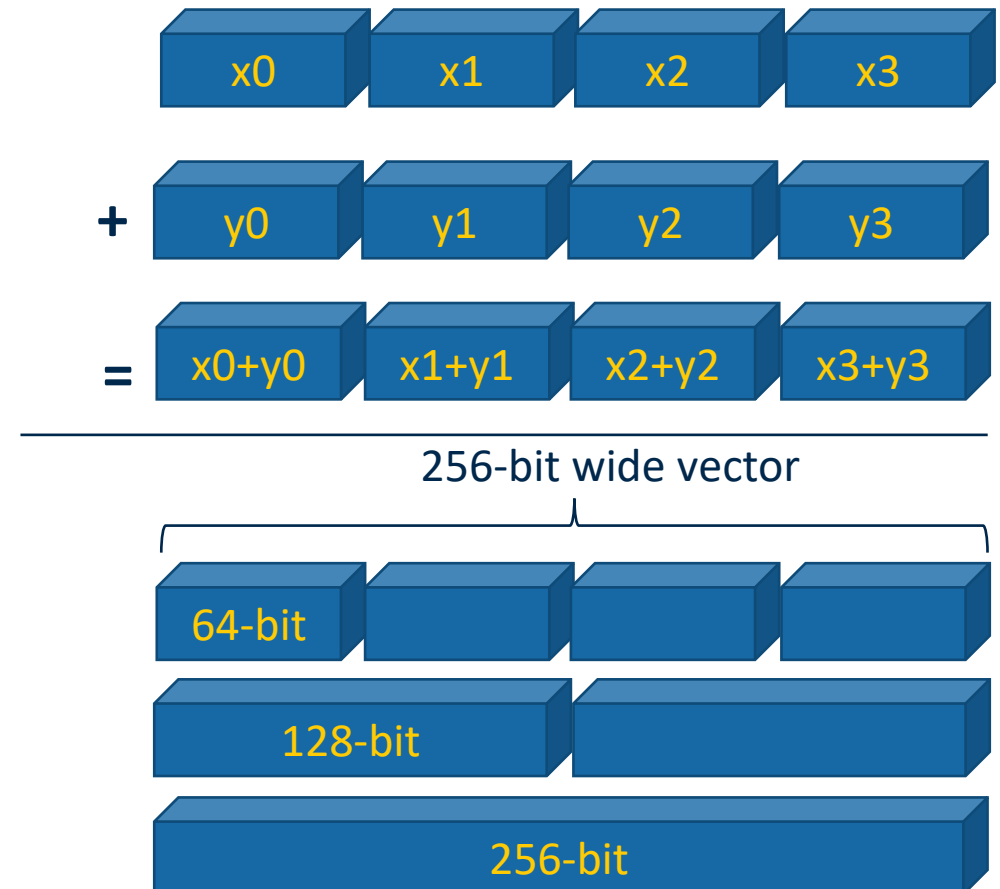 x0 x1 x2 x3
+ y0 y1 y2 y3
= x0+y0 x1+y1 x2+y2 x3+y3
256-bit wide vector
64-bit
128-bit
256-bit